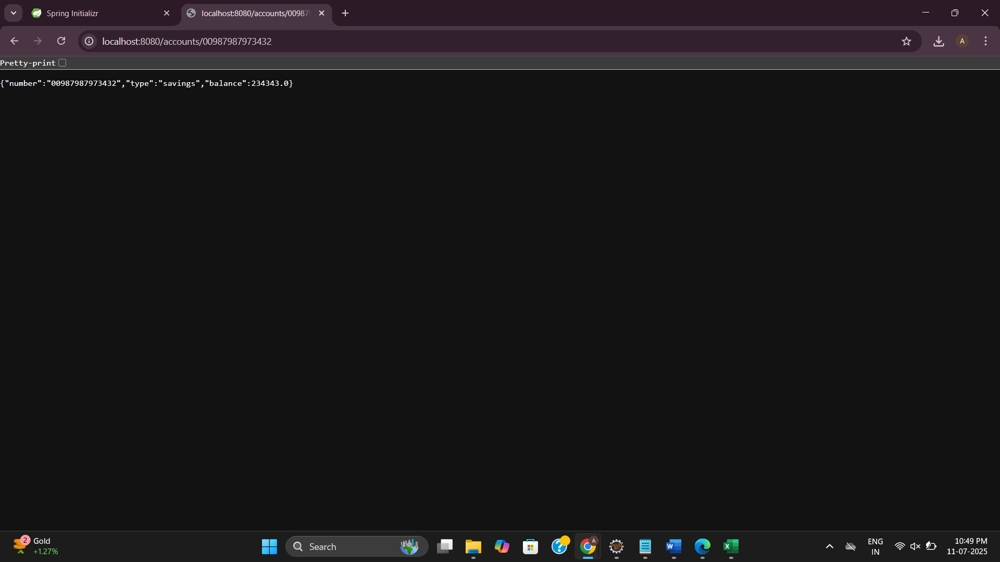 Spring Initializr
localhost:8080/accounts/00987
localhost:8080/accounts/00987987973432
A
Pretty-print
{"number":"00987987973432","type":"savings","balance":234343.0}
2
Gold
+1.27%
Search
A
ENG
IN
10:49 PM
11-07-2025